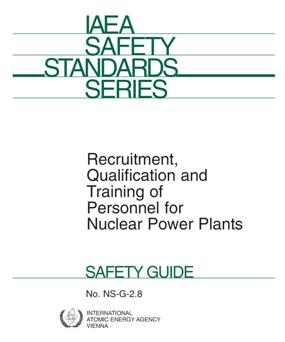 IAEA
SAFETY
STANDARDS
SERIES
Recruitment,
Qualification and
Training of
Personnel for
Nuclear Power Plants
SAFETY GUIDE
No. NS-G-2.8
INTERNATIONAL
ATOMIC ENERGY AGENCY
VIENNA